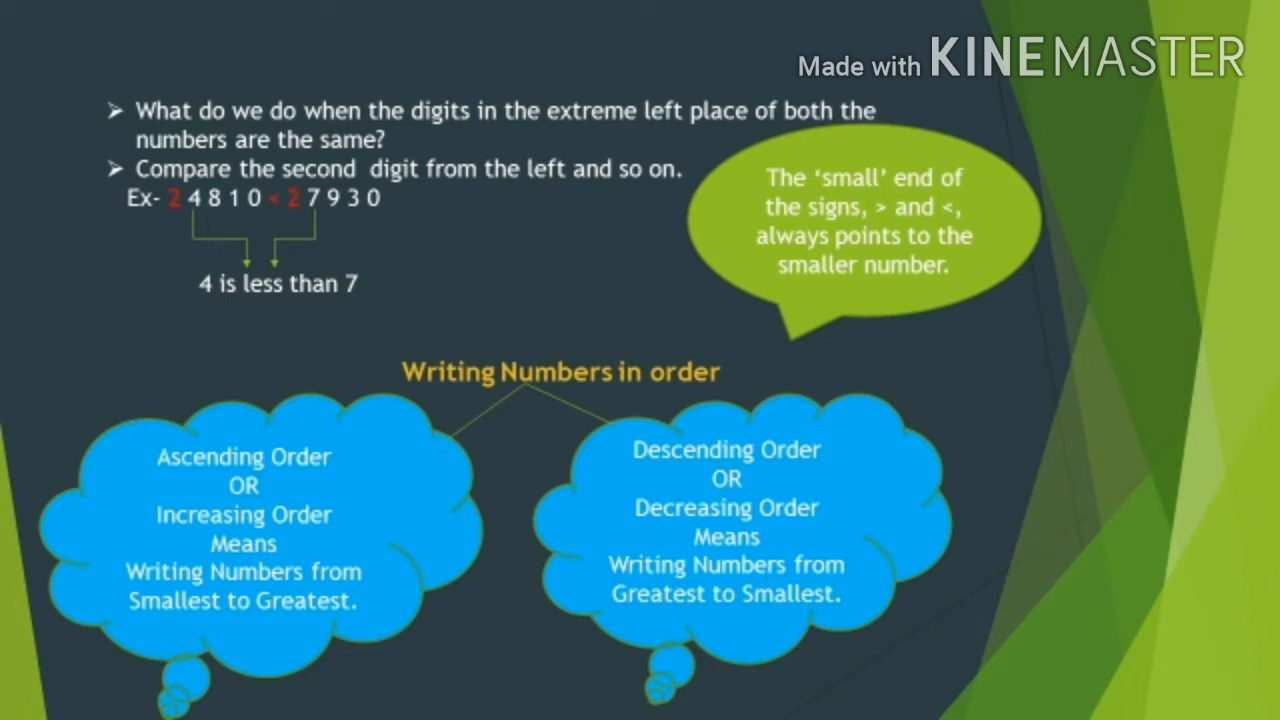 Made with KINEMASTER
➢ What do we do when the digits in the extreme left place of both the
numbers are the same?
➢ Compare the second digit from the left and so on.
Ex- 2 4 8 1 0 < 2 7 9 3 0
4 is less than 7
The ‘small’ end of
the signs, > and <,
always points to the
smaller number.
Writing Numbers in order
Ascending Order
OR
Increasing Order
Means
Writing Numbers from
Smallest to Greatest.
Descending Order
OR
Decreasing Order
Means
Writing Numbers from
Greatest to Smallest.